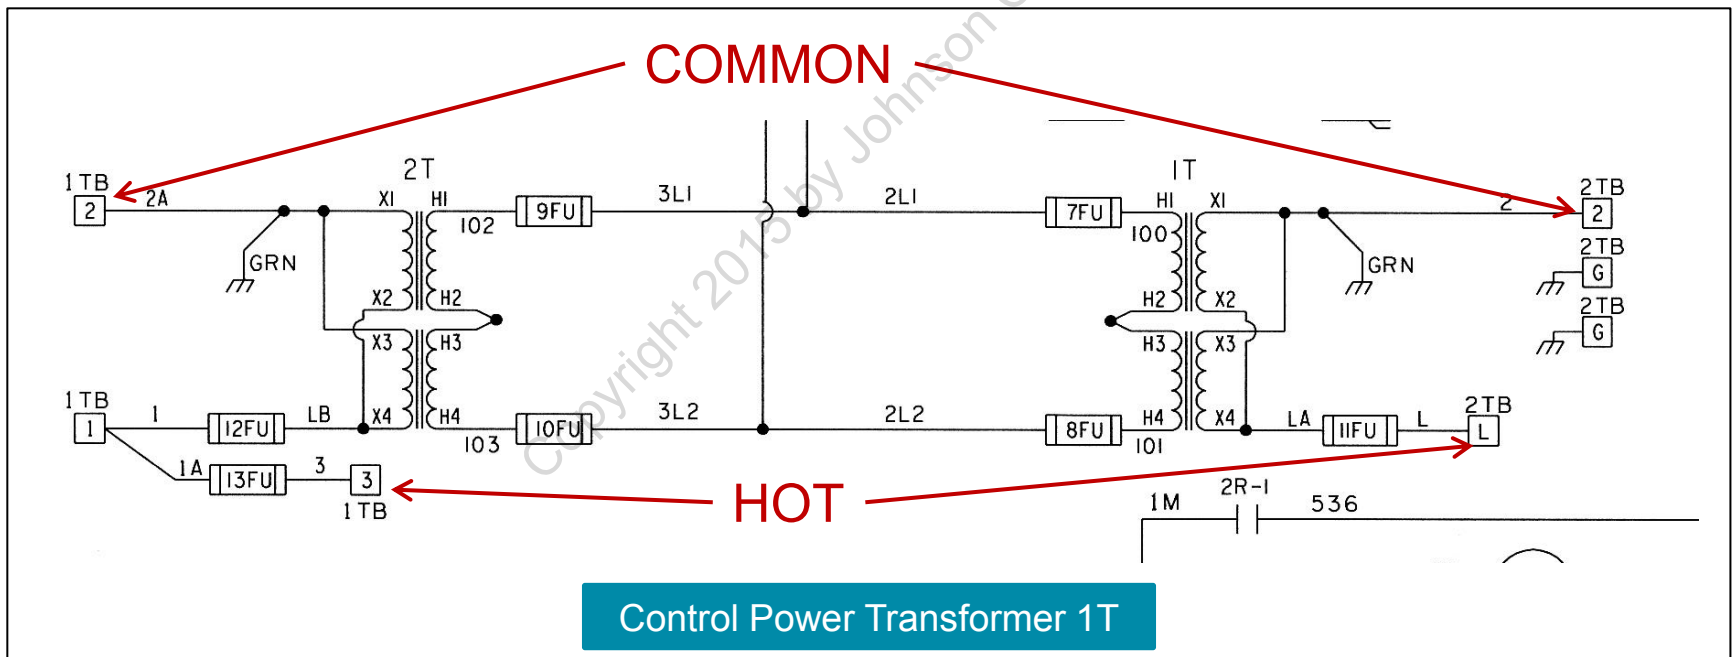 COMMON
Copyright 2015 by Johnson
1TB
2
2A
GRN
2T
X1
H1
102
9FU
3L1
2L1
7FU
H1
100
1T
X1
2
2TB
2
GRN
2TB
G
2TB
G
X2
H2
X3
H3
H2
X2
H3
X3
1TB
1
1
12FU
LB
X4
H4
103
10FU
3L2
2L2
8FU
H4
101
X4
LA
11FU
L
2TB
L
1A
13FU
3
3
1TB
HOT
1M
2R-1
536
Control Power Transformer 1T